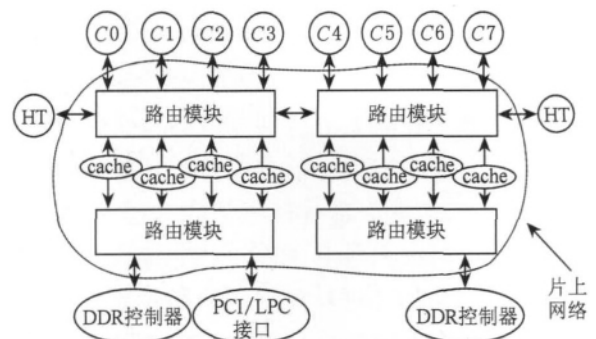 C0 C1 C2 C3 C4 C5 C6 C7
HT 路由模块 路由模块 HT
cache cache cache cache cache cache cache cache
路由模块 路由模块
片上
网络
DDR控制器 PCI/LPC
接口 DDR控制器